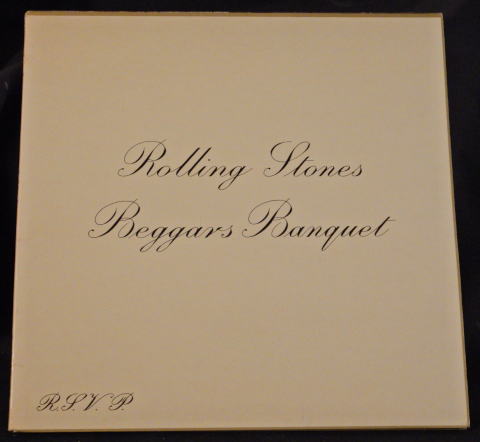 Rolling Stones
Beggars Banquet
R.S.V.P.